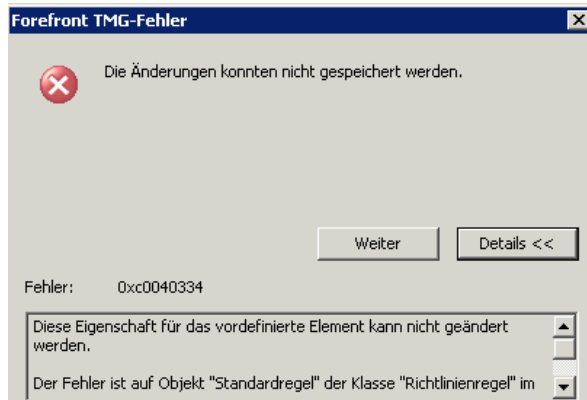 Forefront TMG-Fehler
Die Änderungen konnten nicht gespeichert werden.
Weiter
Details <<
Fehler: 0xc0040334
Diese Eigenschaft für das vordefinierte Element kann nicht geändert
werden.
Der Fehler ist auf Objekt "Standardregel" der Klasse "Richtlinienregel" im